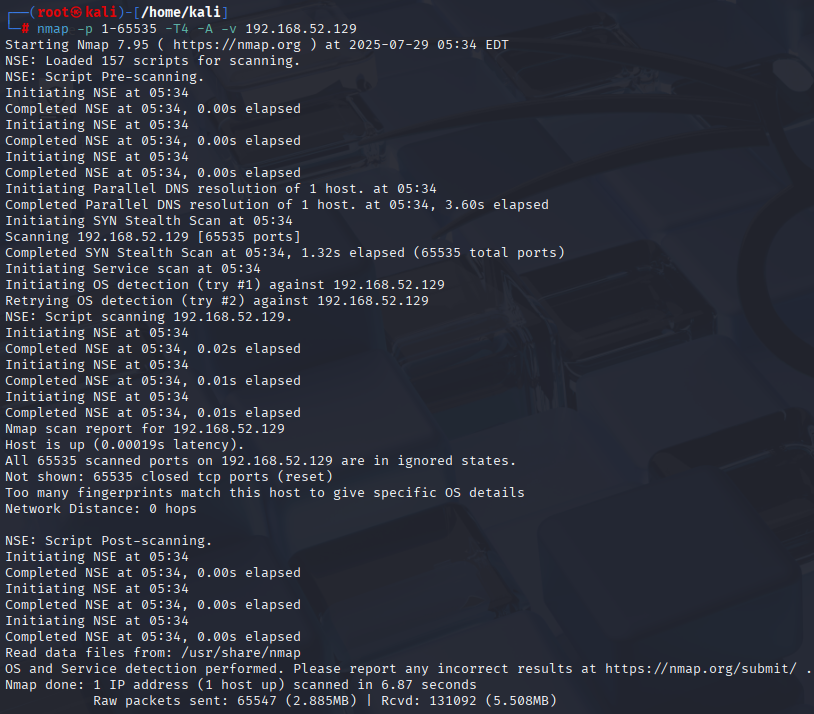 ┌──(root㉿kali)-[/home/kali]
└─# nmap -p 1-65535 -T4 -A -v 192.168.52.129
Starting Nmap 7.95 ( https://nmap.org ) at 2025-07-29 05:34 EDT
NSE: Loaded 157 scripts for scanning.
NSE: Script Pre-scanning.
Initiating NSE at 05:34
Completed NSE at 05:34, 0.00s elapsed
Initiating NSE at 05:34
Completed NSE at 05:34, 0.00s elapsed
Initiating NSE at 05:34
Completed NSE at 05:34, 0.00s elapsed
Initiating Parallel DNS resolution of 1 host. at 05:34
Completed Parallel DNS resolution of 1 host. at 05:34, 3.60s elapsed
Initiating SYN Stealth Scan at 05:34
Scanning 192.168.52.129 [65535 ports]
Completed SYN Stealth Scan at 05:34, 1.32s elapsed (65535 total ports)
Initiating Service scan at 05:34
Initiating OS detection (try #1) against 192.168.52.129
Retrying OS detection (try #2) against 192.168.52.129
NSE: Script scanning 192.168.52.129.
Initiating NSE at 05:34
Completed NSE at 05:34, 0.02s elapsed
Initiating NSE at 05:34
Completed NSE at 05:34, 0.01s elapsed
Initiating NSE at 05:34
Completed NSE at 05:34, 0.01s elapsed
Nmap scan report for 192.168.52.129
Host is up (0.00019s latency).
All 65535 scanned ports on 192.168.52.129 are in ignored states.
Not shown: 65535 closed tcp ports (reset)
Too many fingerprints match this host to give specific OS details
Network Distance: 0 hops

NSE: Script Post-scanning.
Initiating NSE at 05:34
Completed NSE at 05:34, 0.00s elapsed
Initiating NSE at 05:34
Completed NSE at 05:34, 0.00s elapsed
Initiating NSE at 05:34
Completed NSE at 05:34, 0.00s elapsed
Read data files from: /usr/share/nmap
OS and Service detection performed. Please report any incorrect results at https://nmap.org/submit/ .
Nmap done: 1 IP address (1 host up) scanned in 6.87 seconds
           Raw packets sent: 65547 (2.885MB) | Rcvd: 131092 (5.508MB)